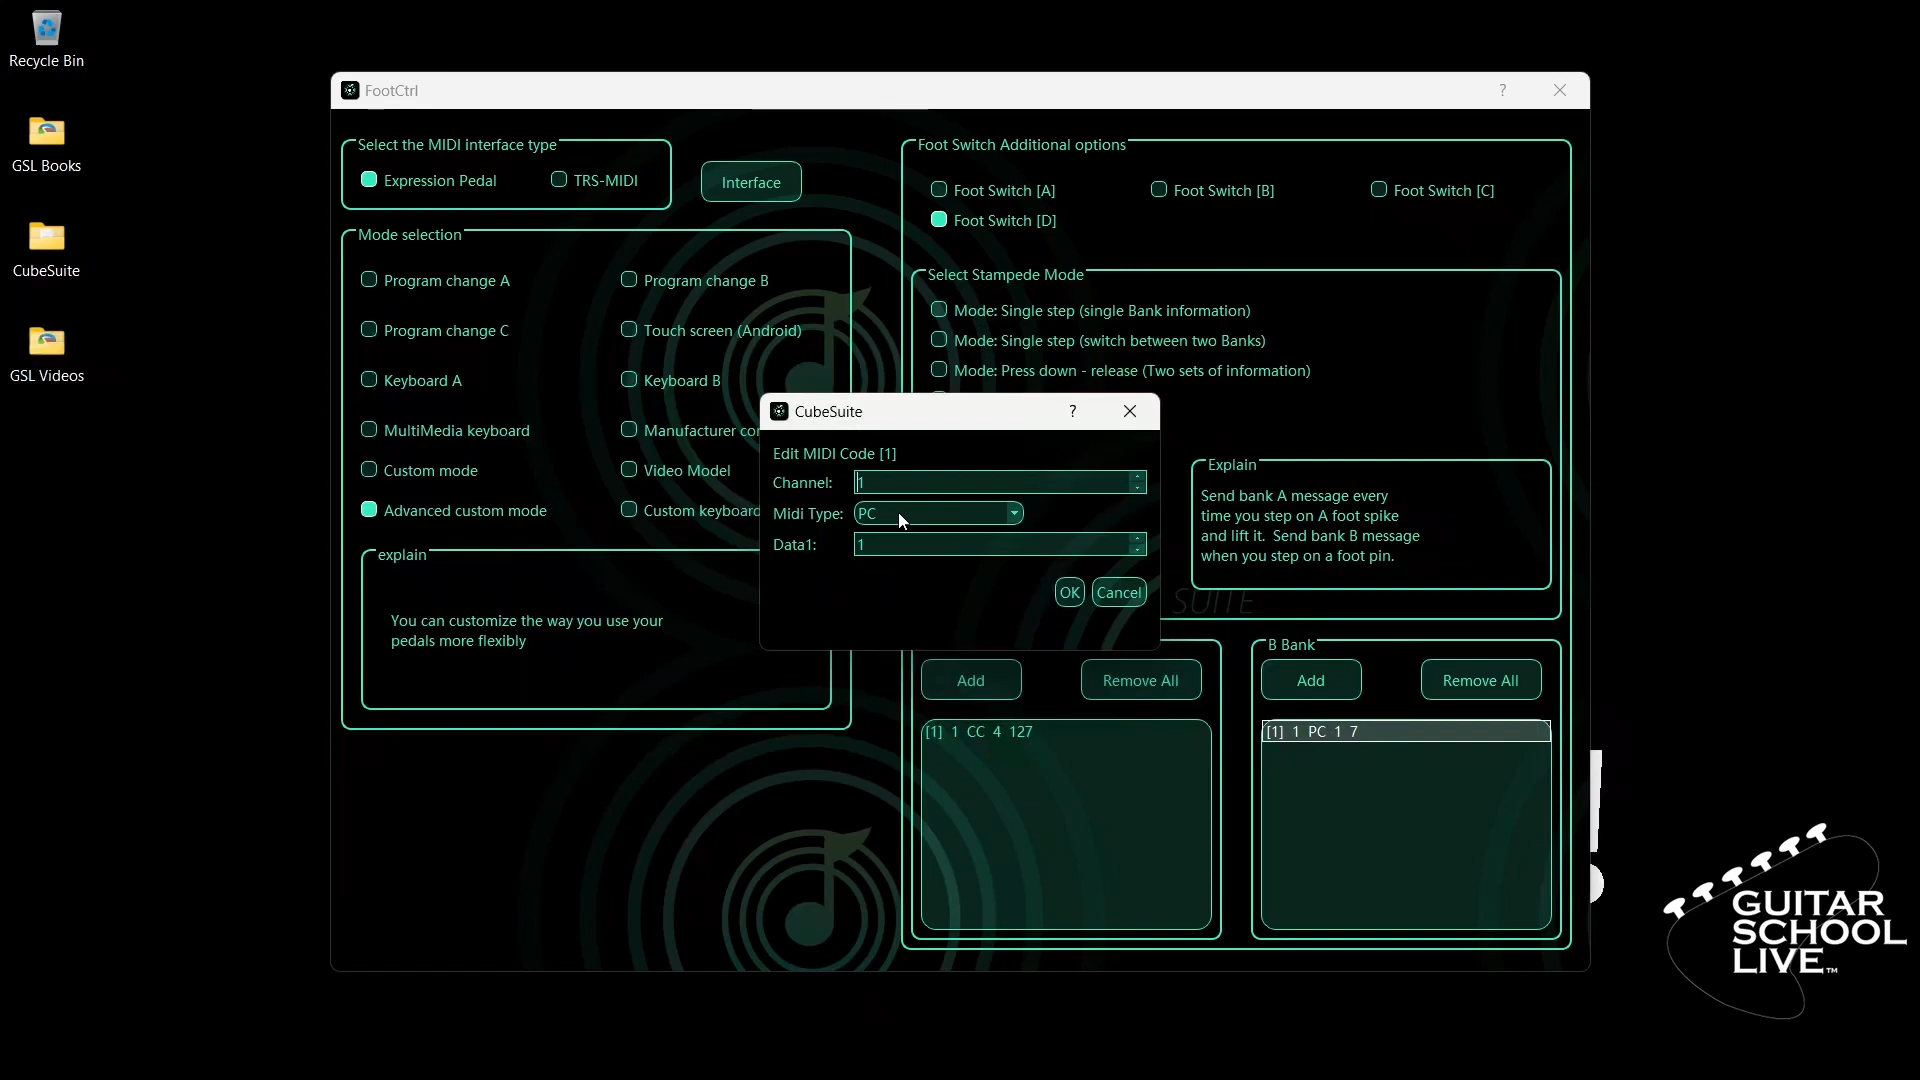 Recycle Bin
GSL Books
CubeSuite
GSL Videos
FootCtrl
?
Select the MIDI interface type
Expression Pedal
TRS-MIDI
Interface
Mode selection
Program change A
Program change B
Program change C
Touch screen (Android)
Keyboard A
Keyboard B
MultiMedia keyboard
Manufacturer
Custom mode
Video Model
Advanced custom mode
Custom keyboard
explain
You can customize the way you use your
pedals more flexibly
Foot Switch Additional options
Foot Switch [A]
Foot Switch [B]
Foot Switch [C]
Foot Switch [D]
Select Stampede Mode
Mode: Single step (single Bank information)
Mode: Single step (switch between two Banks)
Mode: Press down - release (Two sets of information)
CubeSuite
?
Edit MIDI Code [1]
Channel: 1
Midi Type: PC
Data1: 1
OK
Cancel
Explain
Send bank A message every
time you step on A foot spike
and lift it. Send bank B message
when you step on a foot pin.
SUITE
Add
Remove All
[1] 1 CC 4 127
B Bank
Add
Remove All
[1] 1 PC 1 7
GUITAR
SCHOOL
LIVE™